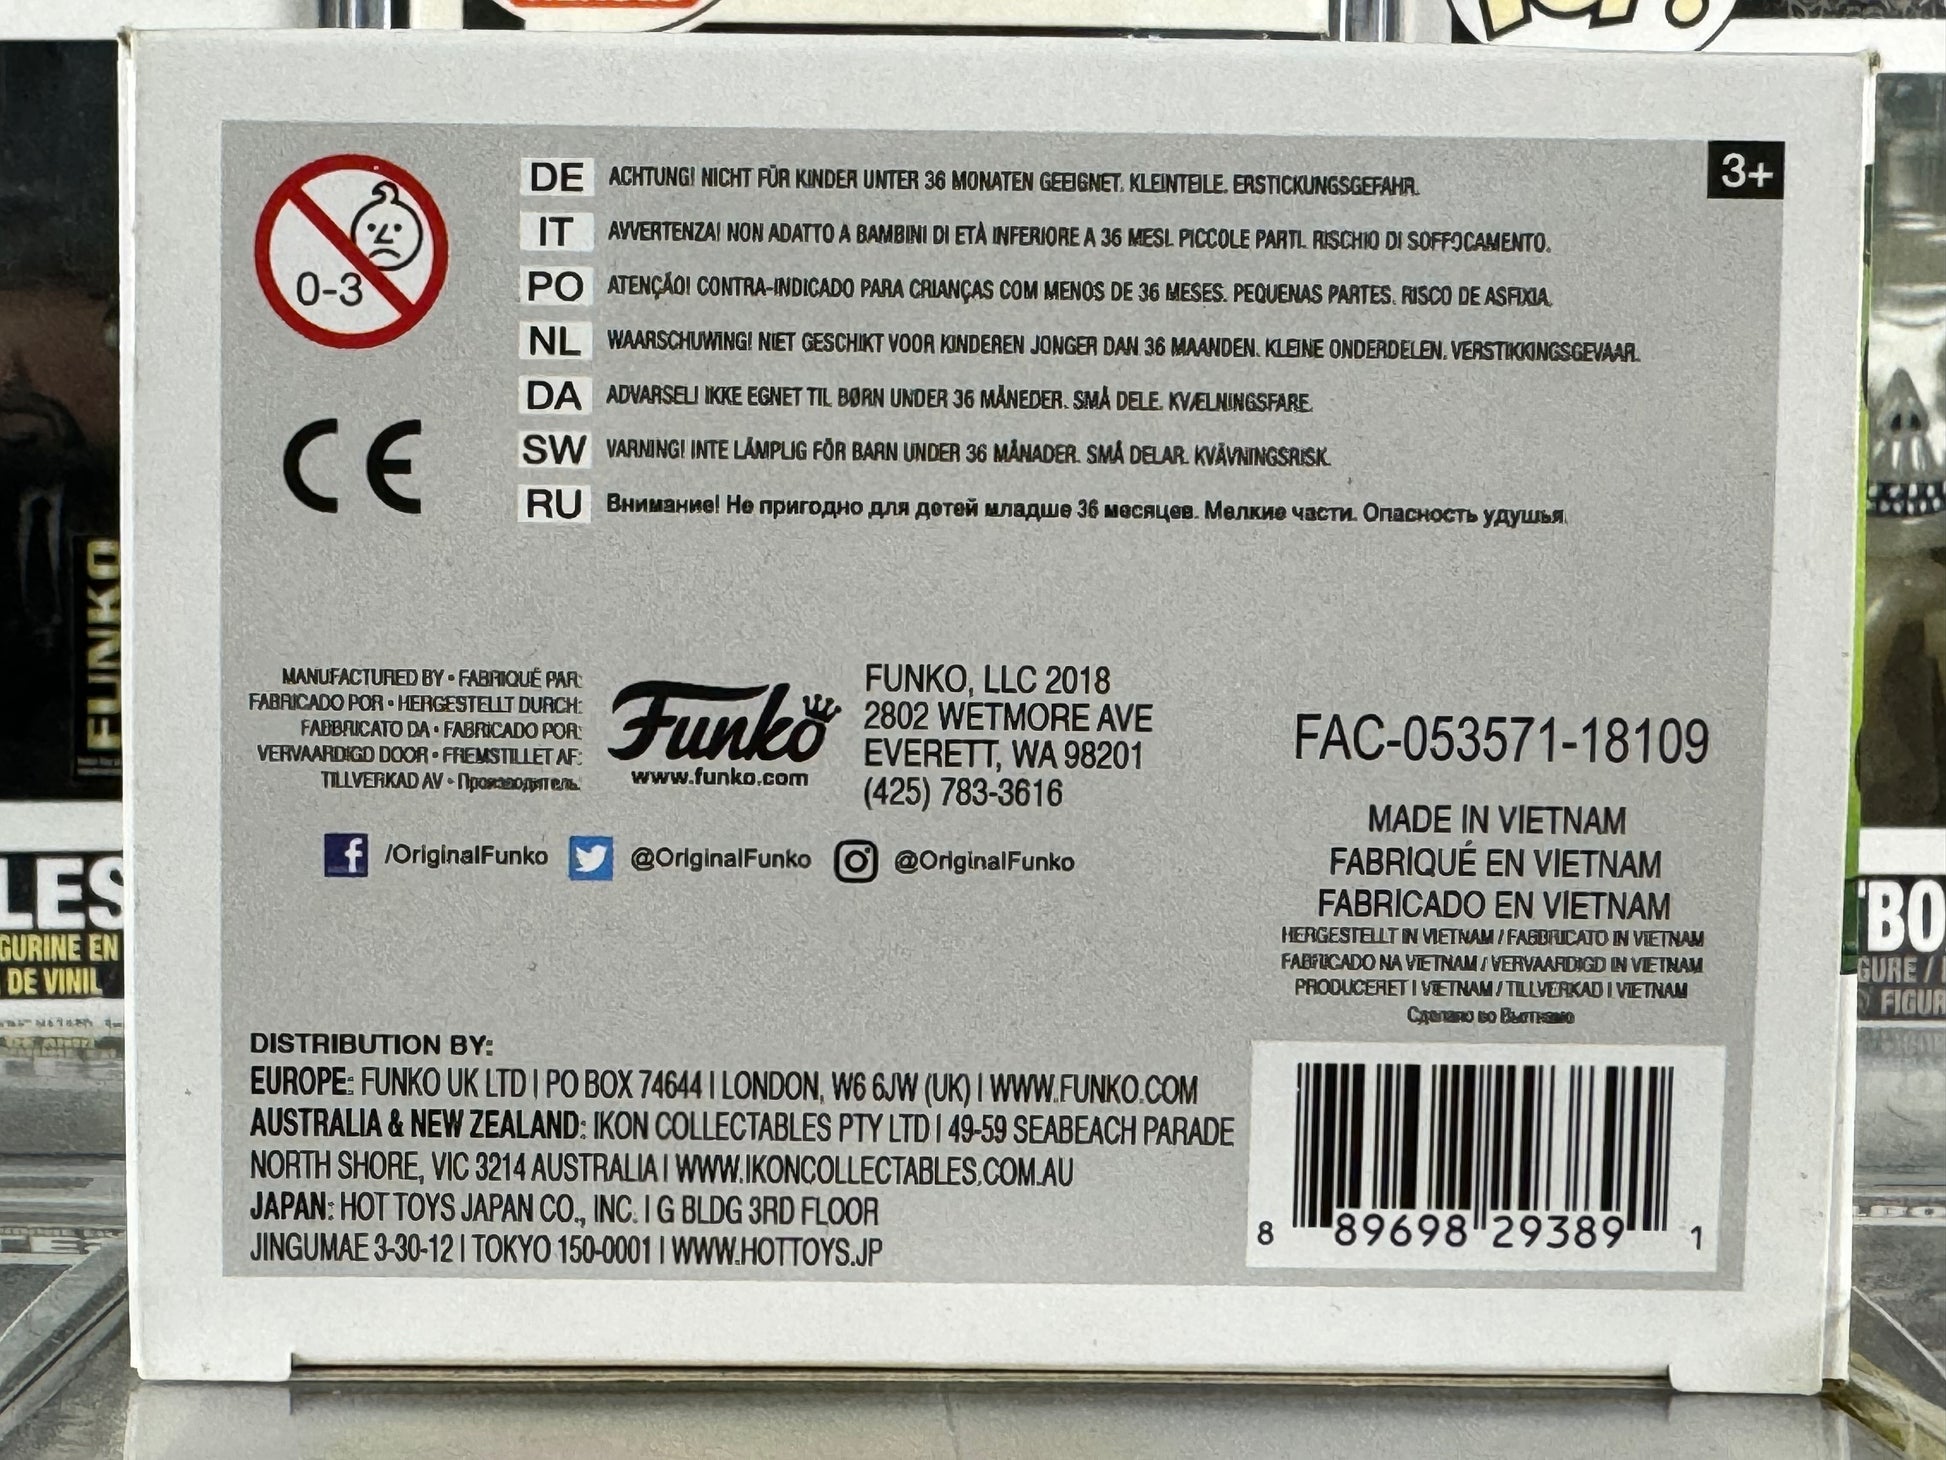 3+
0-3
DE ACHTUNG! NICHT FÜR KINDER UNTER 36 MONATEN GEEIGNET. KLEINTEILE. ERSTICKUNGSGEFAHR.
IT AVVERTENZA! NON ADATTO A BAMBINI DI ETÀ INFERIORE A 36 MESI. PICCOLE PARTI. RISCHIO DI SOFFOCAMENTO.
PO ATENÇÃO! CONTRA-INDICADO PARA CRIANÇAS COM MENOS DE 36 MESES. PEQUENAS PARTES. RISCO DE ASFIXIA.
NL WAARSCHUWING! NIET GESCHIKT VOOR KINDEREN JONGER DAN 36 MAANDEN. KLEINE ONDERDELEN. VERSTIKKINGSGEVAAR.
DA ADVARSEL! IKKE EGNET TIL BØRN UNDER 36 MÅNEDER. SMÅ DELE. KVÆLNINGSFARE.
SW VARNING! INTE LÄMPLIG FÖR BARN UNDER 36 MÅNADER. SMÅ DELAR. KVÄVNINGSRISK.
RU Внимание! Не пригодно для детей младше 36 месяцев. Мелкие части. Опасность удушья.
CE
MANUFACTURED BY • FABRIQUÉ PAR:
FABRICADO POR • HERGESTELLT DURCH:
FABBRICATO DA • FABRICADO POR:
VERVAARDIGD DOOR • FREMSTILLET AF:
TILLVERKAD AV • Производитель:
Funko
www.funko.com
FUNKO, LLC 2018
2802 WETMORE AVE
EVERETT, WA 98201
(425) 783-3616
/OriginalFunko @OriginalFunko @OriginalFunko
FAC-053571-18109
MADE IN VIETNAM
FABRIQUÉ EN VIETNAM
FABRICADO EN VIETNAM
HERGESTELLT IN VIETNAM / FABBRICATO IN VIETNAM
FABRICADO NA VIETNAM / VERVAARDIGD IN VIETNAM
PRODUCERET I VIETNAM / TILLVERKAD I VIETNAM
Сделано во Вьетнаме
DISTRIBUTION BY:
EUROPE: FUNKO UK LTD | PO BOX 74644 | LONDON, W6 6JW (UK) | WWW.FUNKO.COM
AUSTRALIA & NEW ZEALAND: IKON COLLECTABLES PTY LTD | 49-59 SEABEACH PARADE
NORTH SHORE, VIC 3214 AUSTRALIA | WWW.IKONCOLLECTABLES.COM.AU
JAPAN: HOT TOYS JAPAN CO., INC. | G BLDG 3RD FLOOR
JINGUMAE 3-30-12 | TOKYO 150-0001 | WWW.HOTTOYS.JP
8 89698 29389 1
FUNKO
LES
GURINE EN
DE VINIL
BO
GURE /
FIGUR